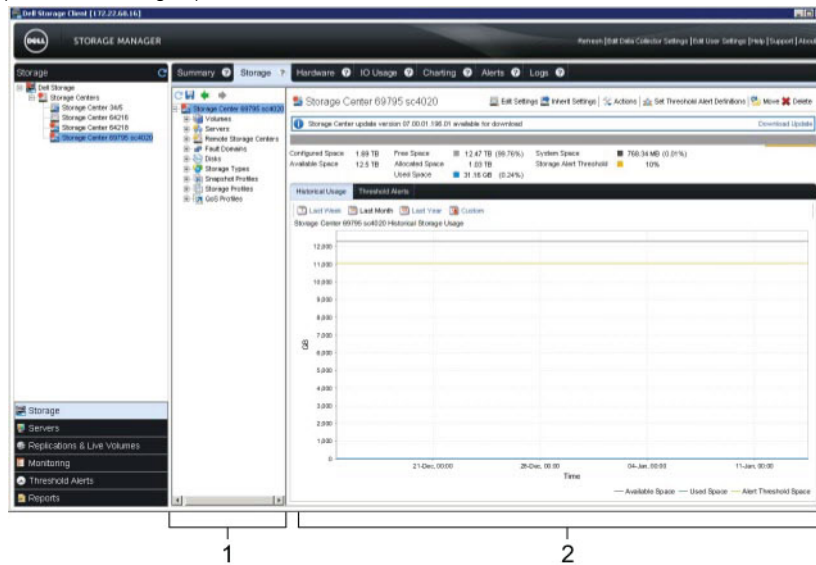 Dell Storage Client [172.22.68.16]
DELL
STORAGE MANAGER
Refresh | Edit Data Collector Settings | Edit User Settings | Help | Support | About
Storage
Summary ? Storage ? Hardware ? IO Usage ? Charting ? Alerts ? Logs ?
Dell Storage
Storage Centers
Storage Center 34/5
Storage Center 64216
Storage Center 64218
Storage Center 69795 sc4020
Storage Center 69795 sc4020
Volumes
Servers
Remote Storage Centers
Fault Domains
Disks
Storage Types
Snapshot Profiles
Storage Profiles
QoS Profiles
Storage Center 69795 sc4020
Edit Settings Inherit Settings | Actions | Set Threshold Alert Definitions | Move Delete
Storage Center update version 07.00.01.198.01 available for download
Download Update
Configured Space 1.69 TB Free Space 12.47 TB (99.76%) System Space 768.34 MB (0.01%)
Available Space 12.5 TB Allocated Space 1.03 TB Storage Alert Threshold 10%
Used Space 31.16 GB (0.24%)
Historical Usage Threshold Alerts
Last Week Last Month Last Year Custom
Storage Center 69795 sc4020 Historical Storage Usage
12,000
11,000
10,000
9,000
8,000
7,000
6,000
5,000
4,000
3,000
2,000
1,000
0
GB
21-Dec, 00:00 28-Dec, 00:00 04-Jan, 00:00 11-Jan, 00:00
Time
Available Space Used Space Alert Threshold Space
Storage
Servers
Replications & Live Volumes
Monitoring
Threshold Alerts
Reports
1
2